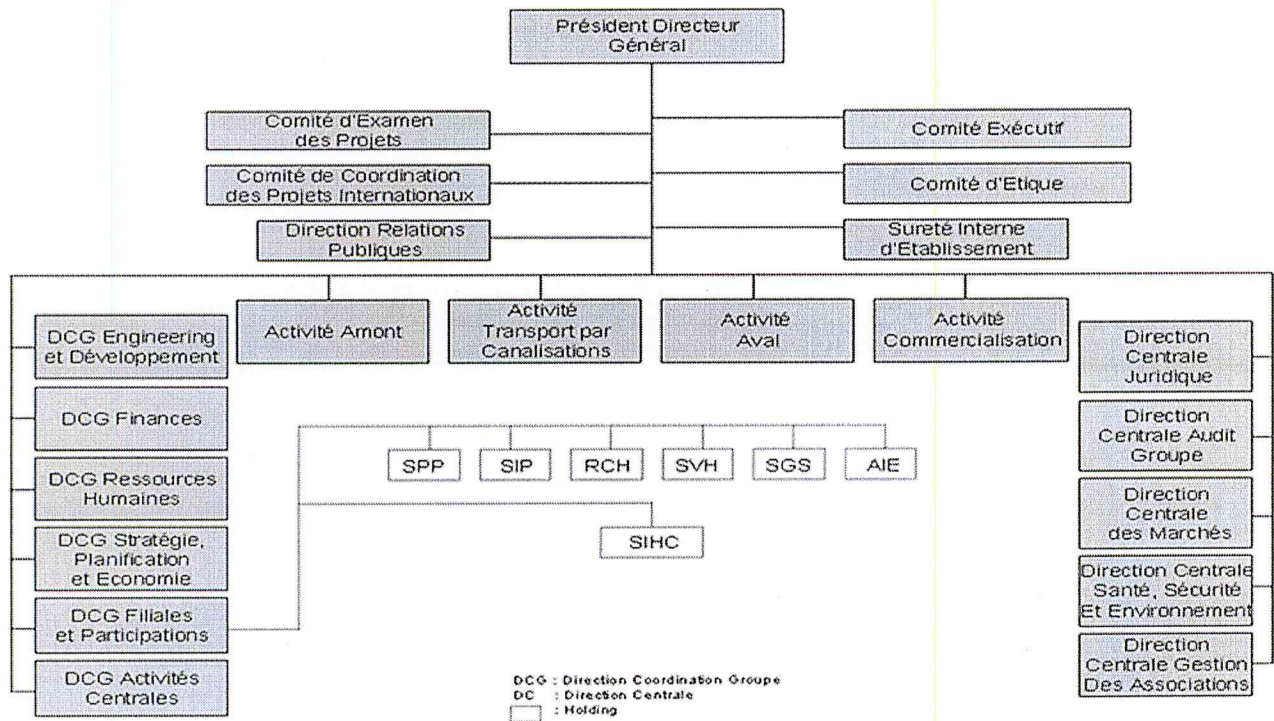 Président Directeur
Général
Comité d'Examen
des Projets
Comité Exécutif
Comité de Coordination
des Projets Internationaux
Comité d'Etique
Direction Relations
Publiques
Sureté Interne
d'Etablissement
Activité Amont
Activité
Transport par
Canalisations
Activité
Aval
Activité
Commercialisation
DCG Engineering
et Développement
DCG Finances
DCG Ressources
Humaines
DCG Stratégie,
Planification
et Economie
DCG Filiales
et Participations
DCG Activités
Centrales
SPP
SIP
RCH
SVH
SGS
AIE
SIHC
Direction
Centrale
Juridique
Direction
Centrale Audit
Groupe
Direction
Centrale
des Marchés
Direction Centrale
Santé, Sécurité
Et Environnement
Direction
Centrale Gestion
Des Associations
DCG : Direction Coordination Groupe
DC : Direction Centrale
: Holding